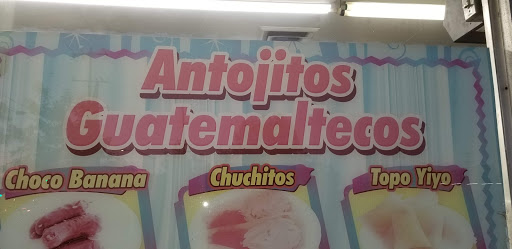 Antojitos
Guatemaltecos
Choco Banana
Chuchitos
Topo Yiyo